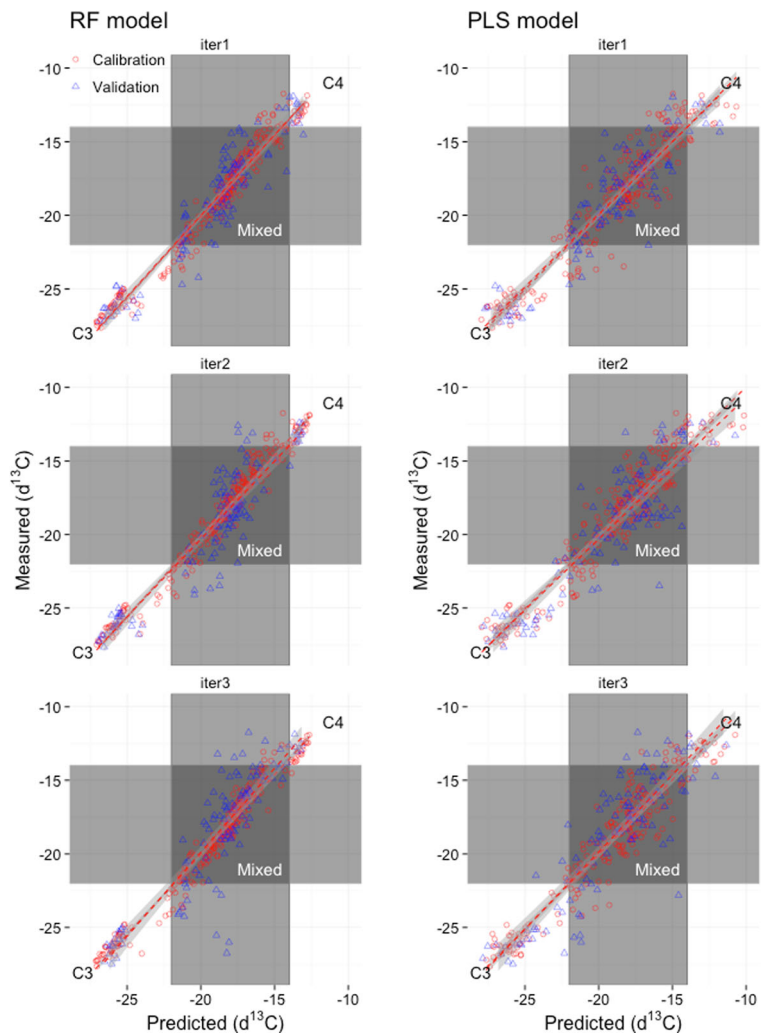 RF model
PLS model
iter1
iter1
Calibration
Validation
-10
-15
-20
-25
C4
Mixed
C3
-10
-15
-20
-25
C4
Mixed
C3
iter2
iter2
Measured (d13C)
-10
-15
-20
-25
C4
Mixed
C3
Measured (d13C)
-10
-15
-20
-25
C4
Mixed
C3
iter3
iter3
-10
-15
-20
-25
C4
Mixed
C3
-10
-15
-20
-25
C4
Mixed
C3
-25 -20 -15 -10
-25 -20 -15 -10
Predicted (d13C)
Predicted (d13C)